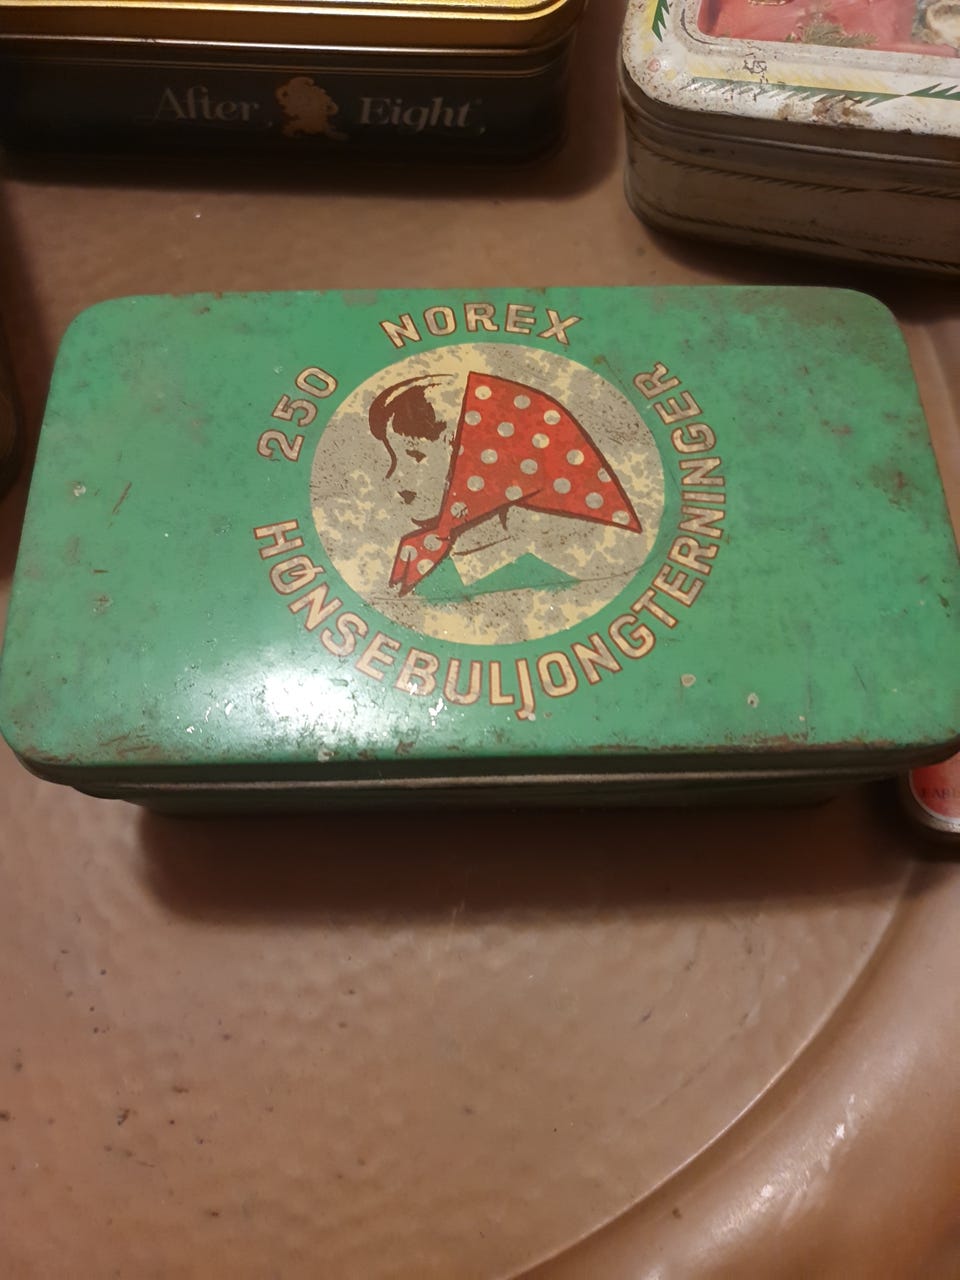 After Eight
250 NOREX
HØNSEBULJONGTERNINGER